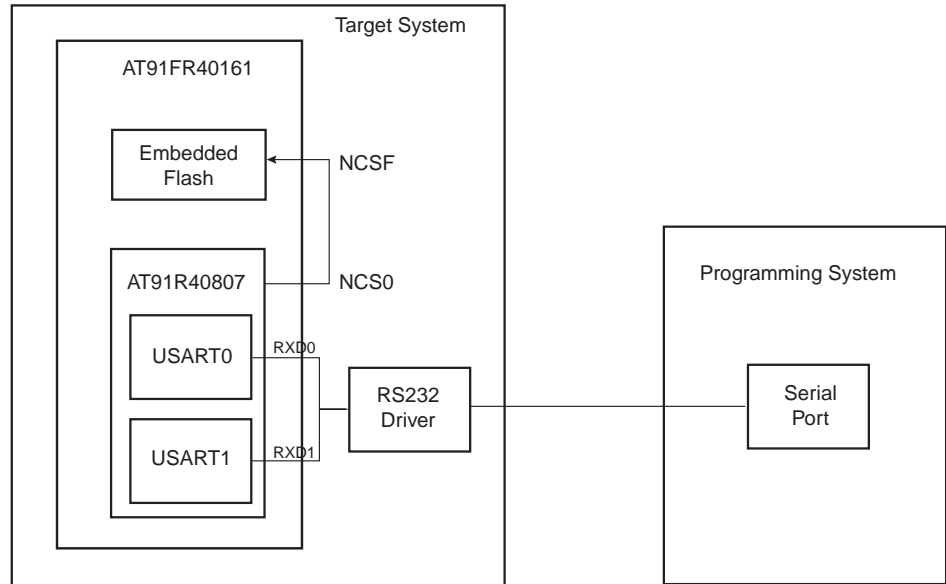 Target System
AT91FR40161
Embedded
Flash
NCSF
AT91R40807
NCS0
USART0
RXD0
USART1
RXD1
RS232
Driver
Programming System
Serial
Port